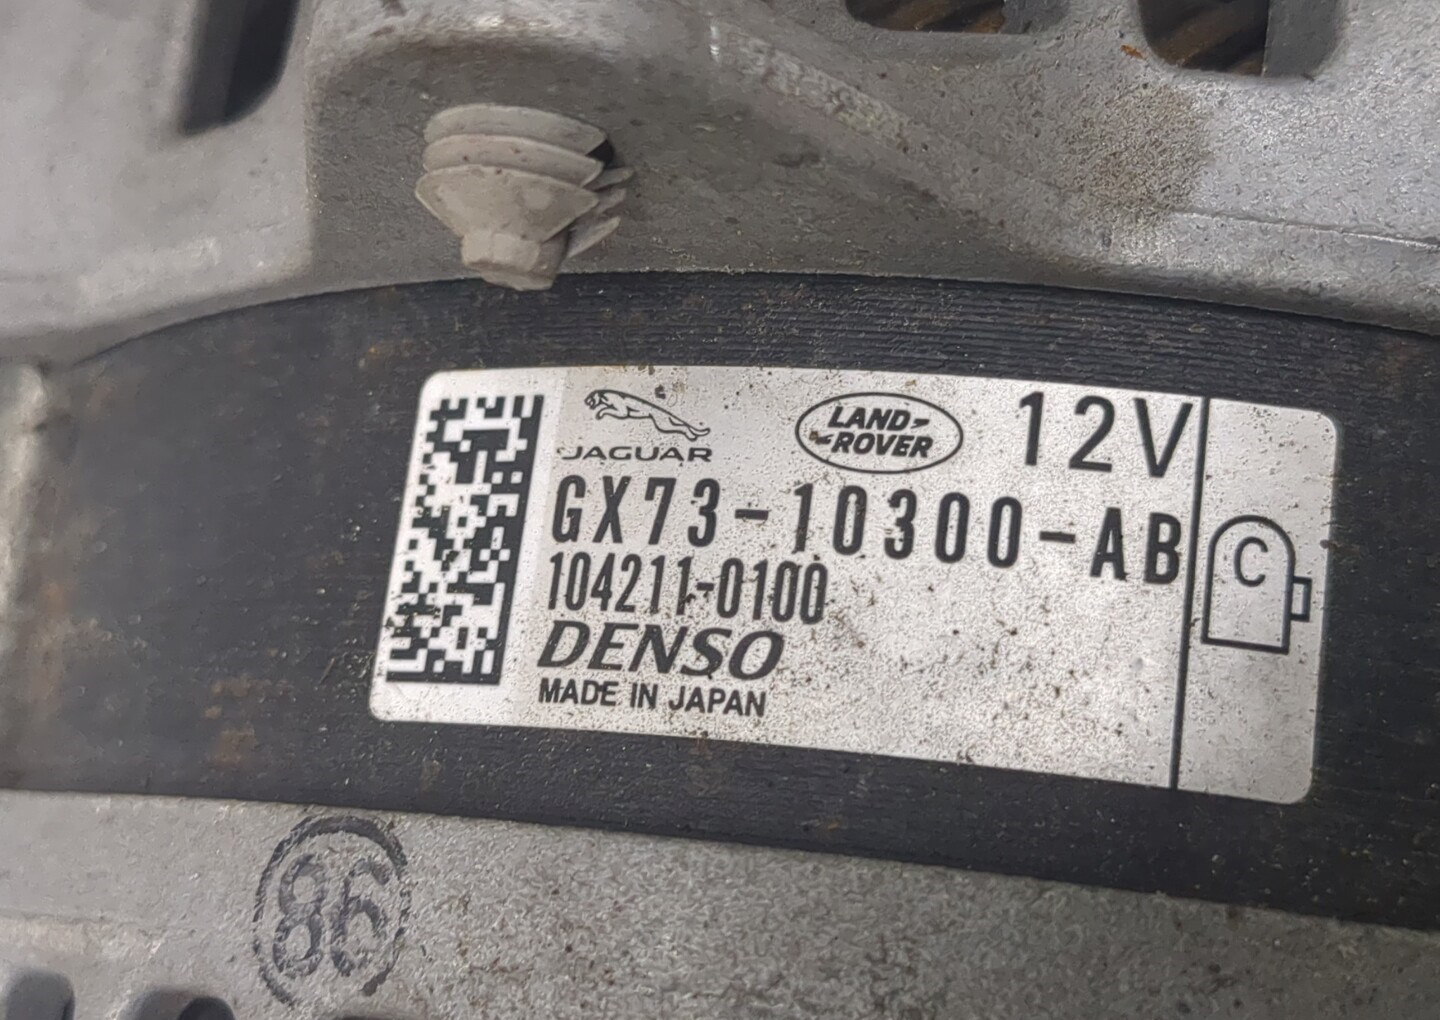 JAGUAR
LAND-
ROVER
12V
GX73-10300-AB
C
104211-0100
DENSO
MADE IN JAPAN
86